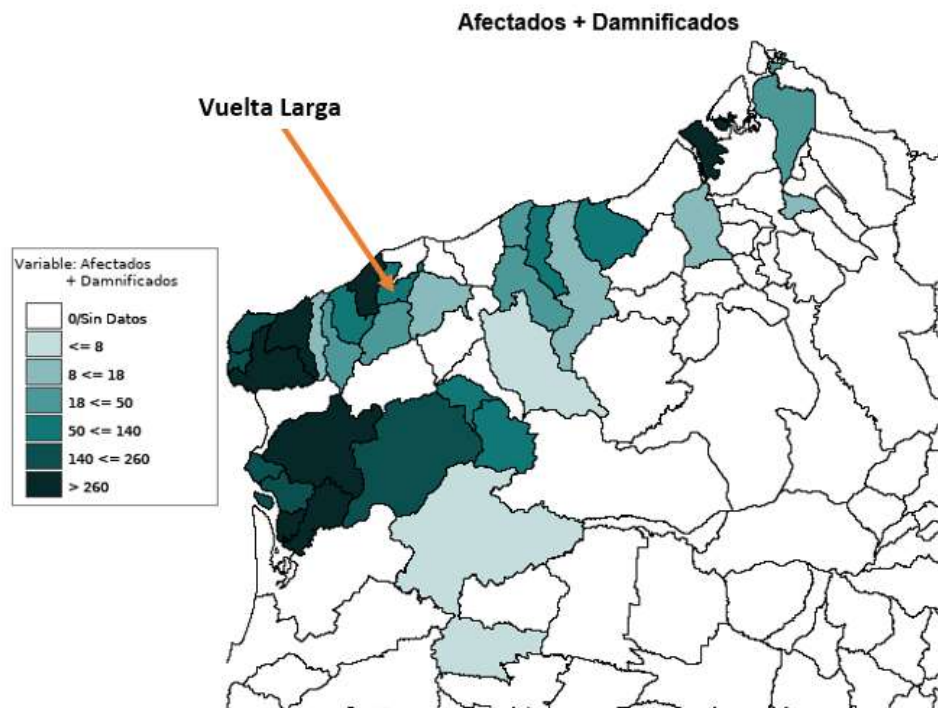 Afectados + Damnificados
Vuelta Larga
Variable: Afectados
+ Damnificados
0/Sin Datos
<= 8
8 <= 18
18 <= 50
50 <= 140
140 <= 260
> 260